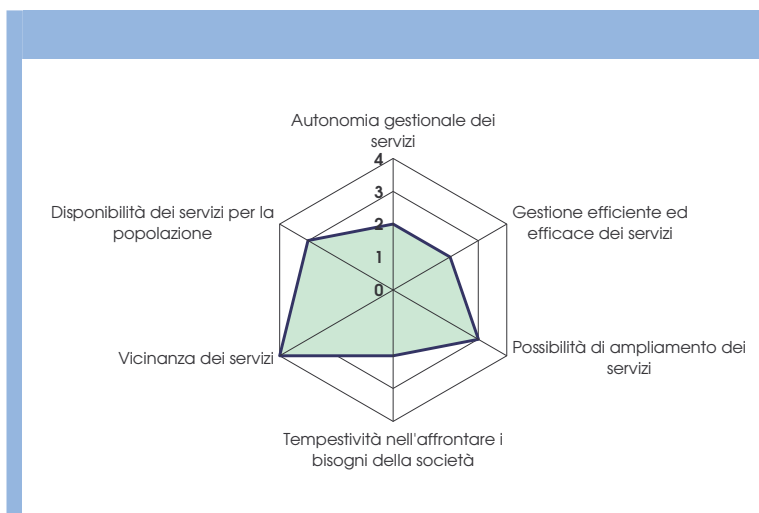 Autonomia gestionale dei
servizi
4
3
2
1
0
Disponibilità dei servizi per la
popolazione
Gestione efficiente ed
efficace dei servizi
Vicinanza dei servizi
Possibilità di ampliamento dei
servizi
Tempestività nell'affrontare i
bisogni della società